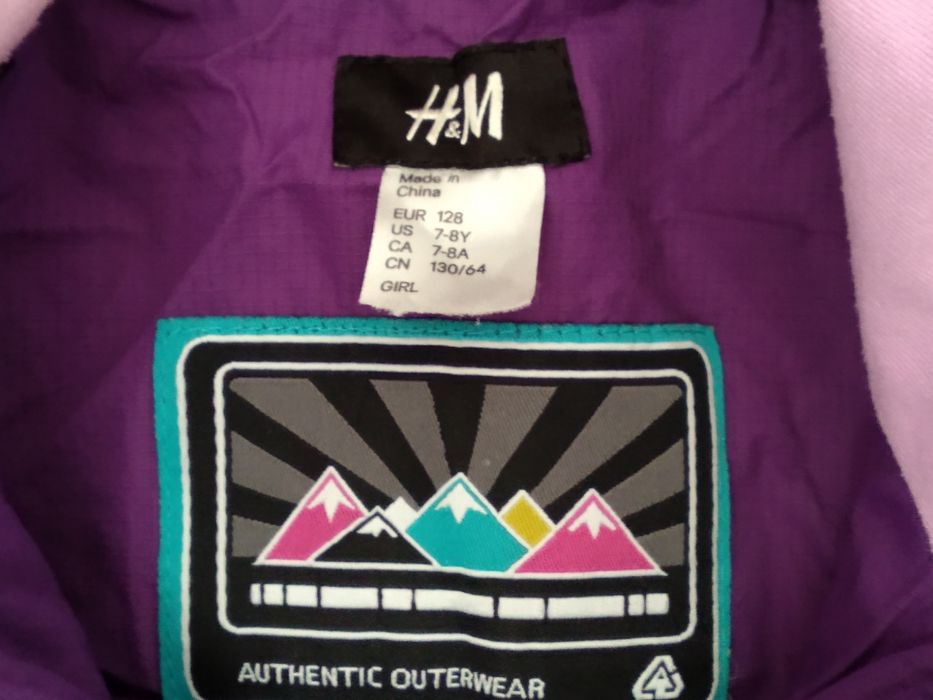 H&M
Made in
China
EUR 128
US 7-8Y
CA 7-8A
CN 130/64
GIRL
AUTHENTIC OUTERWEAR